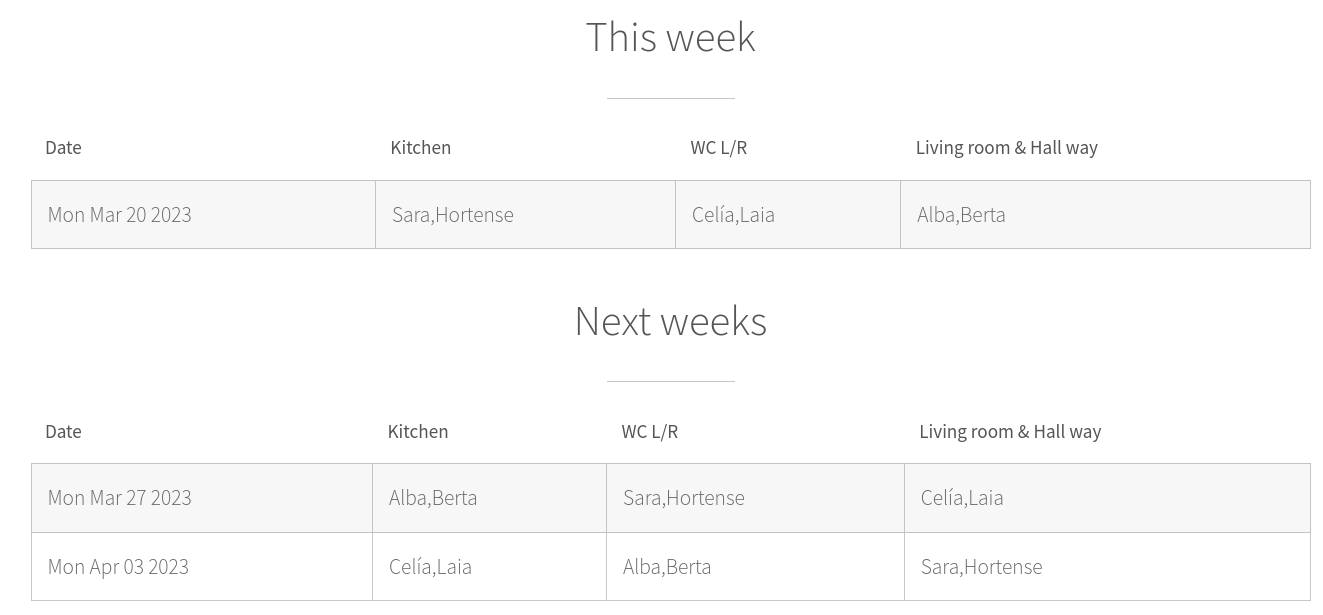 This week
Date Kitchen WC L/R Living room & Hall way
Mon Mar 20 2023 Sara,Hortense Celía,Laia Alba,Berta
Next weeks
Date Kitchen WC L/R Living room & Hall way
Mon Mar 27 2023 Alba,Berta Sara,Hortense Celía,Laia
Mon Apr 03 2023 Celía,Laia Alba,Berta Sara,Hortense